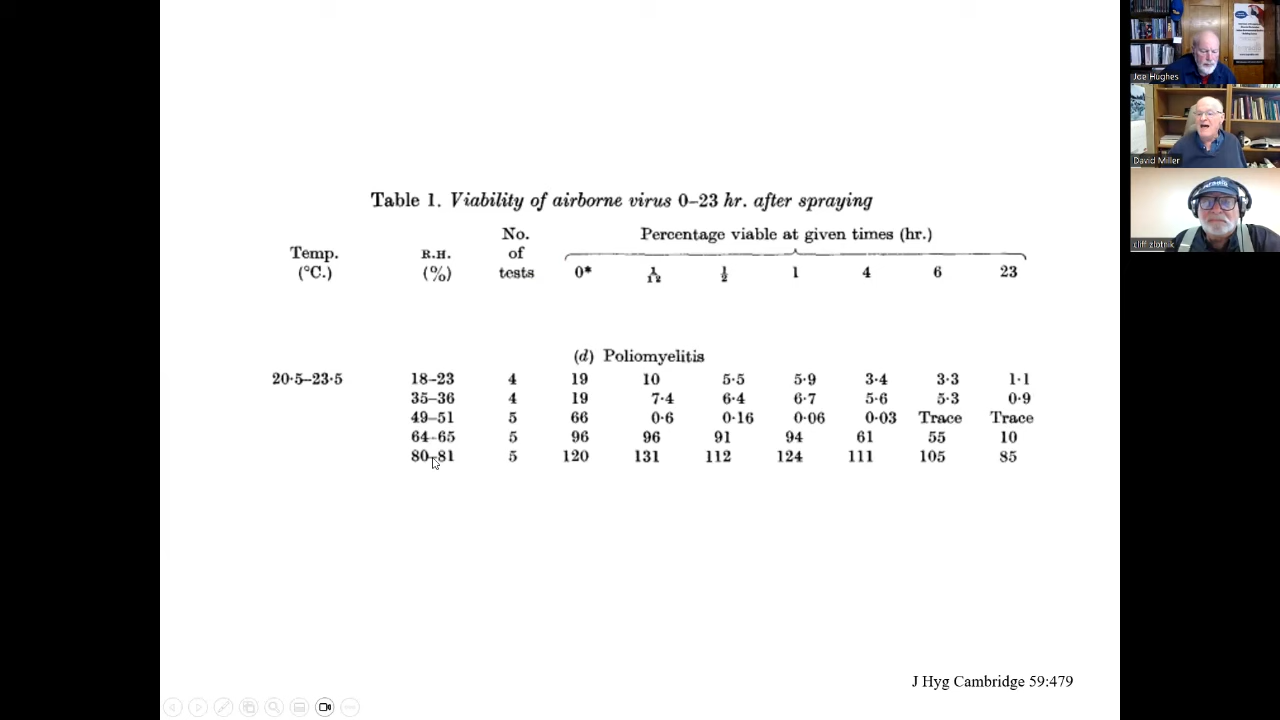 Table 1. Viability of airborne virus 0–23 hr. after spraying
Temp. (°C.) R.H. (%) No. of tests Percentage viable at given times (hr.)
0* 1/12 1/2 1 4 6 23
(d) Poliomyelitis
20·5–23·5 18–23 4 19 10 5·5 5·9 3·4 3·3 1·1
35–36 4 19 7·4 6·4 6·7 5·6 5·3 0·9
49–51 5 66 0·6 0·16 0·06 0·03 Trace Trace
64–65 5 96 96 91 94 61 55 10
80–81 5 120 131 112 124 111 105 85
J Hyg Cambridge 59:479
Joe Hughes
David Miller
cliff zlotnik